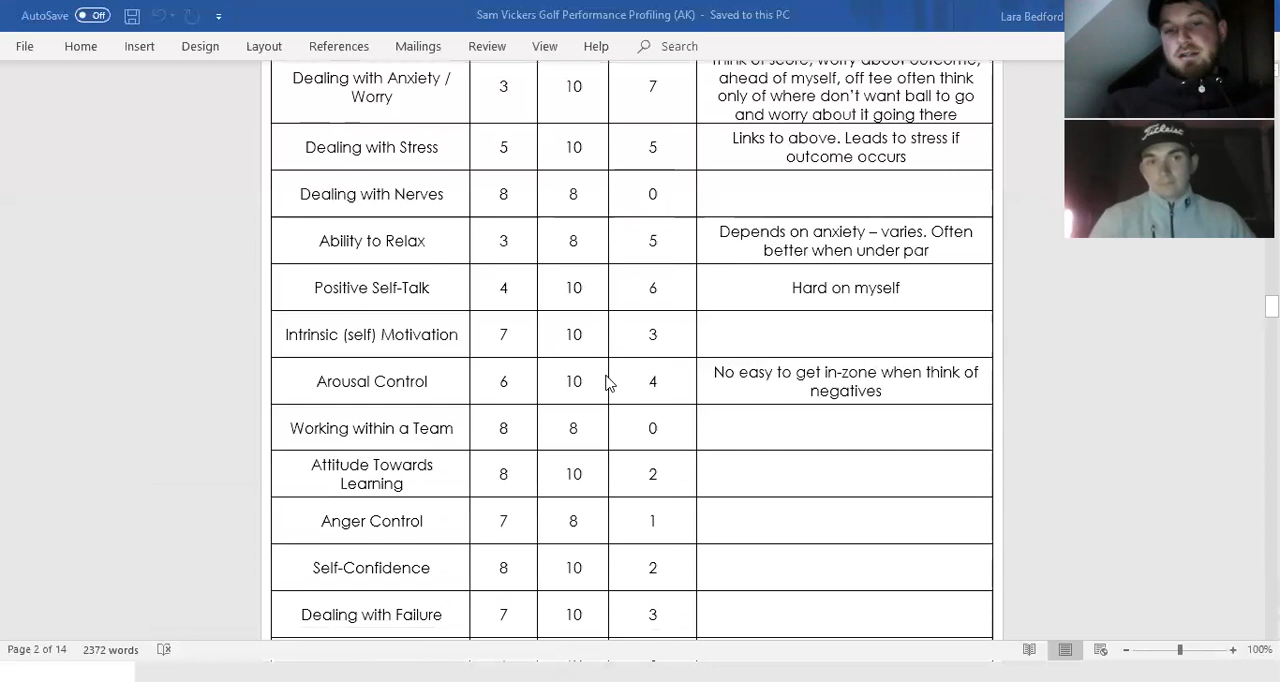 AutoSave Off Sam Vickers Golf Performance Profiling (AK) - Saved to this PC Lara Bedford
File Home Insert Design Layout References Mailings Review View Help Search
Think of score, worry about outcome,
Dealing with Anxiety / Worry 3 10 7 ahead of myself, off tee often think
only of where don't want ball to go
and worry about it going there
Dealing with Stress 5 10 5 Links to above. Leads to stress if
outcome occurs
Dealing with Nerves 8 8 0
Ability to Relax 3 8 5 Depends on anxiety – varies. Often
better when under par
Positive Self-Talk 4 10 6 Hard on myself
Intrinsic (self) Motivation 7 10 3
Arousal Control 6 10 4 No easy to get in-zone when think of
negatives
Working within a Team 8 8 0
Attitude Towards
Learning 8 10 2
Anger Control 7 8 1
Self-Confidence 8 10 2
Dealing with Failure 7 10 3
Titleist
Page 2 of 14 2372 words 100%